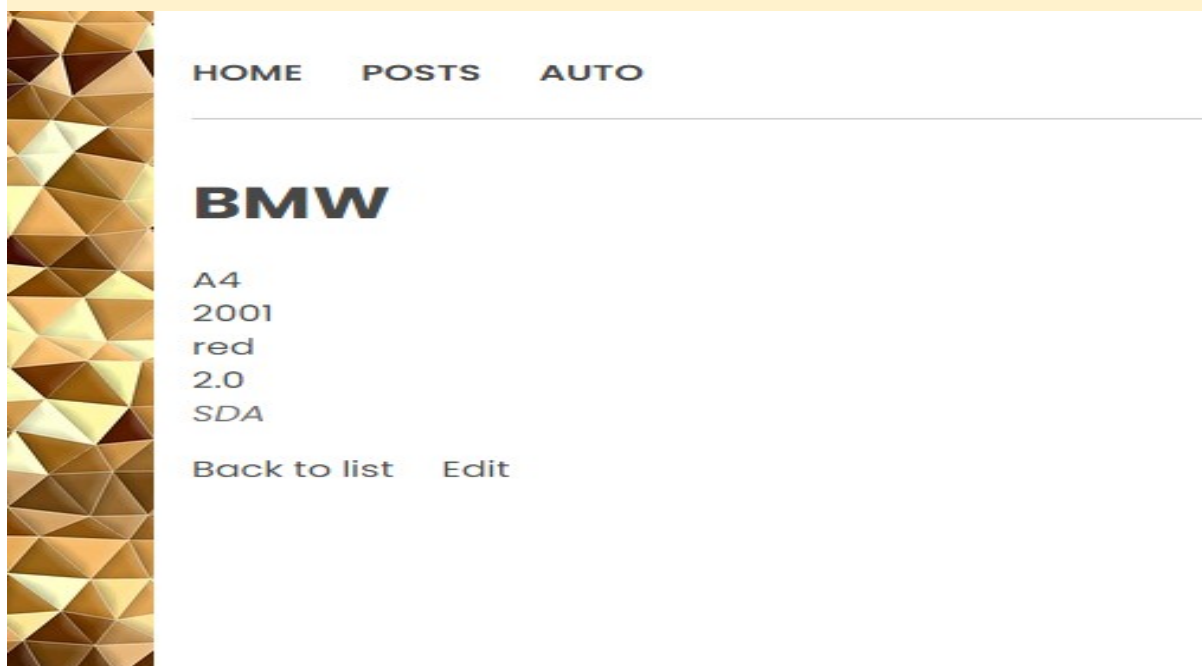 HOME POSTS AUTO
BMW
A4
2001
red
2.0
SDA
Back to list Edit